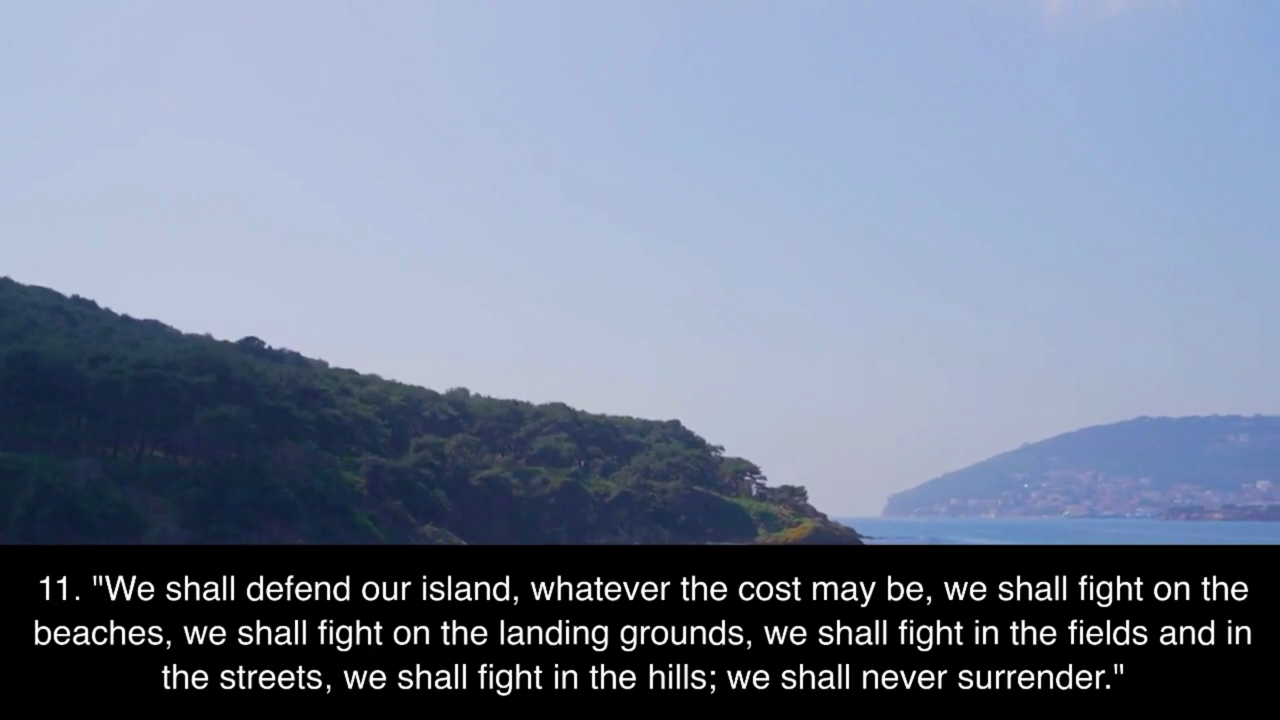 11. "We shall defend our island, whatever the cost may be, we shall fight on the
beaches, we shall fight on the landing grounds, we shall fight in the fields and in
the streets, we shall fight in the hills; we shall never surrender."